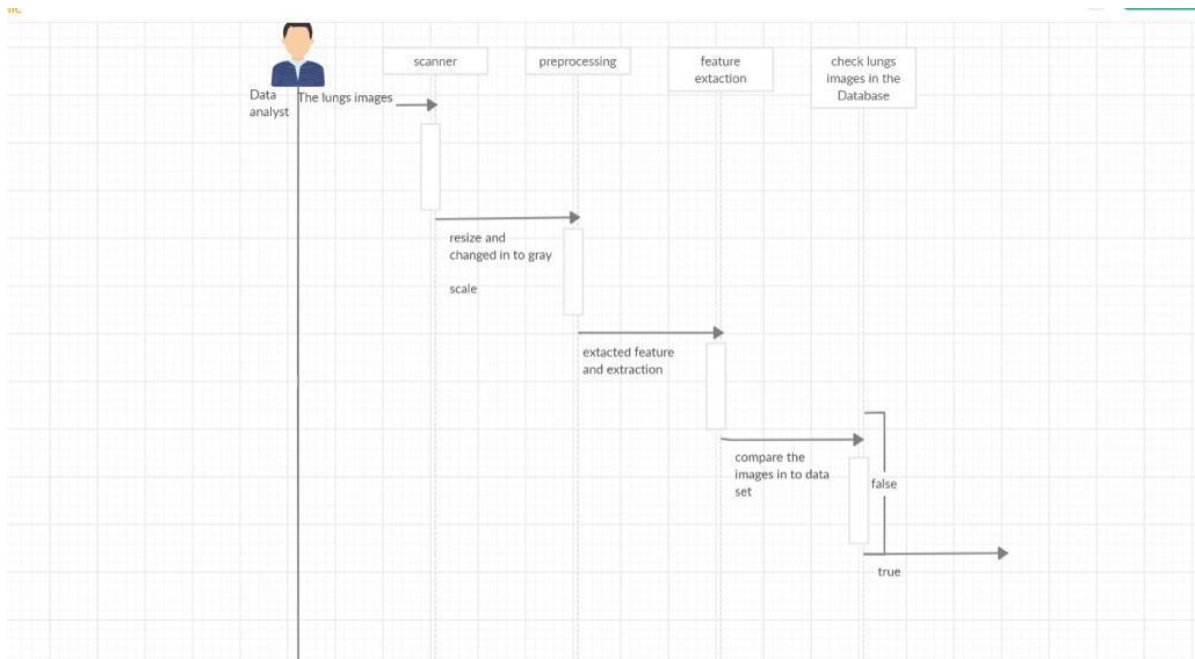 scanner
preprocessing
feature
extaction
check lungs
images in the
Database
Data
analyst
The lungs images
resize and
changed in to gray
scale
extacted feature
and extraction
compare the
images in to data
set
false
true